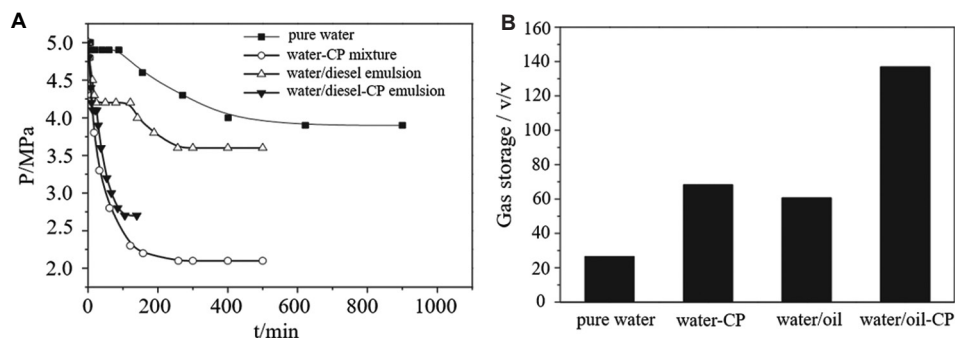 A
pure water
water-CP mixture
water/diesel emulsion
water/diesel-CP emulsion
5.0
4.5
4.0
3.5
3.0
2.5
2.0
P/MPa
0 200 400 600 800 1000
t/min
B
160
140
120
100
80
60
40
20
0
Gas storage / v/v
pure water water-CP water/oil water/oil-CP